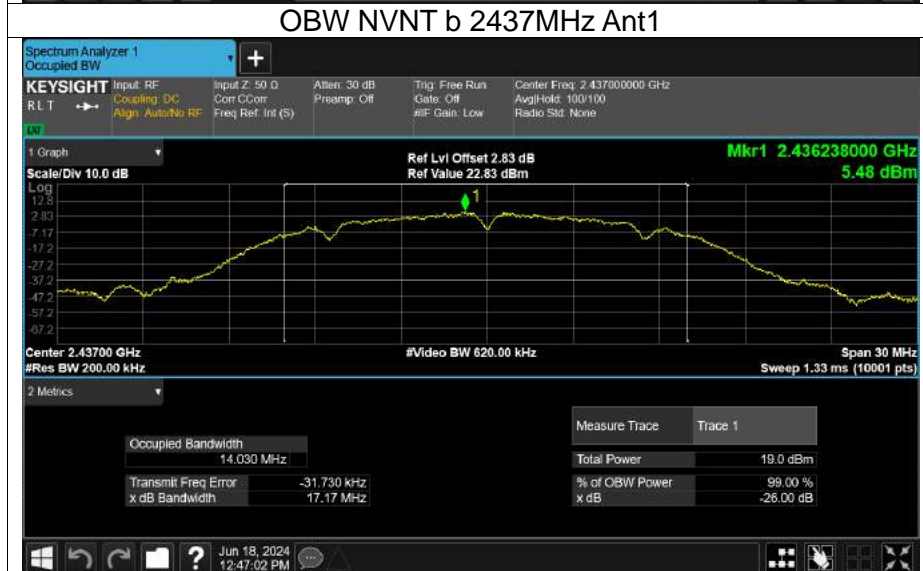 OBW NVNT b 2437MHz Ant1
Spectrum Analyzer 1
Occupied BW
+
KEYSIGHT Input: RF Input Z: 50 Ω Atten: 30 dB Trig: Free Run Center Freq: 2.437000000 GHz
RLT Coupling: DC Corr CCorr Preamp: Off Gate: Off Avg|Hold: 100/100
Align: Auto/No RF Freq Ref: Int (S) #IF Gain: Low Radio Std: None
LXI
1 Graph Ref Lvl Offset 2.83 dB Mkr1 2.436238000 GHz
Scale/Div 10.0 dB Ref Value 22.83 dBm 5.48 dBm
Log
12.8
1
2.83
-7.17
-17.2
-27.2
-37.2
-47.2
-57.2
-67.2
Center 2.43700 GHz #Video BW 620.00 kHz Span 30 MHz
#Res BW 200.00 kHz Sweep 1.33 ms (10001 pts)
2 Metrics
Measure Trace Trace 1
Occupied Bandwidth
14.030 MHz Total Power 19.0 dBm
Transmit Freq Error -31.730 kHz % of OBW Power 99.00 %
x dB Bandwidth 17.17 MHz x dB -26.00 dB
? Jun 18, 2024
12:47:02 PM